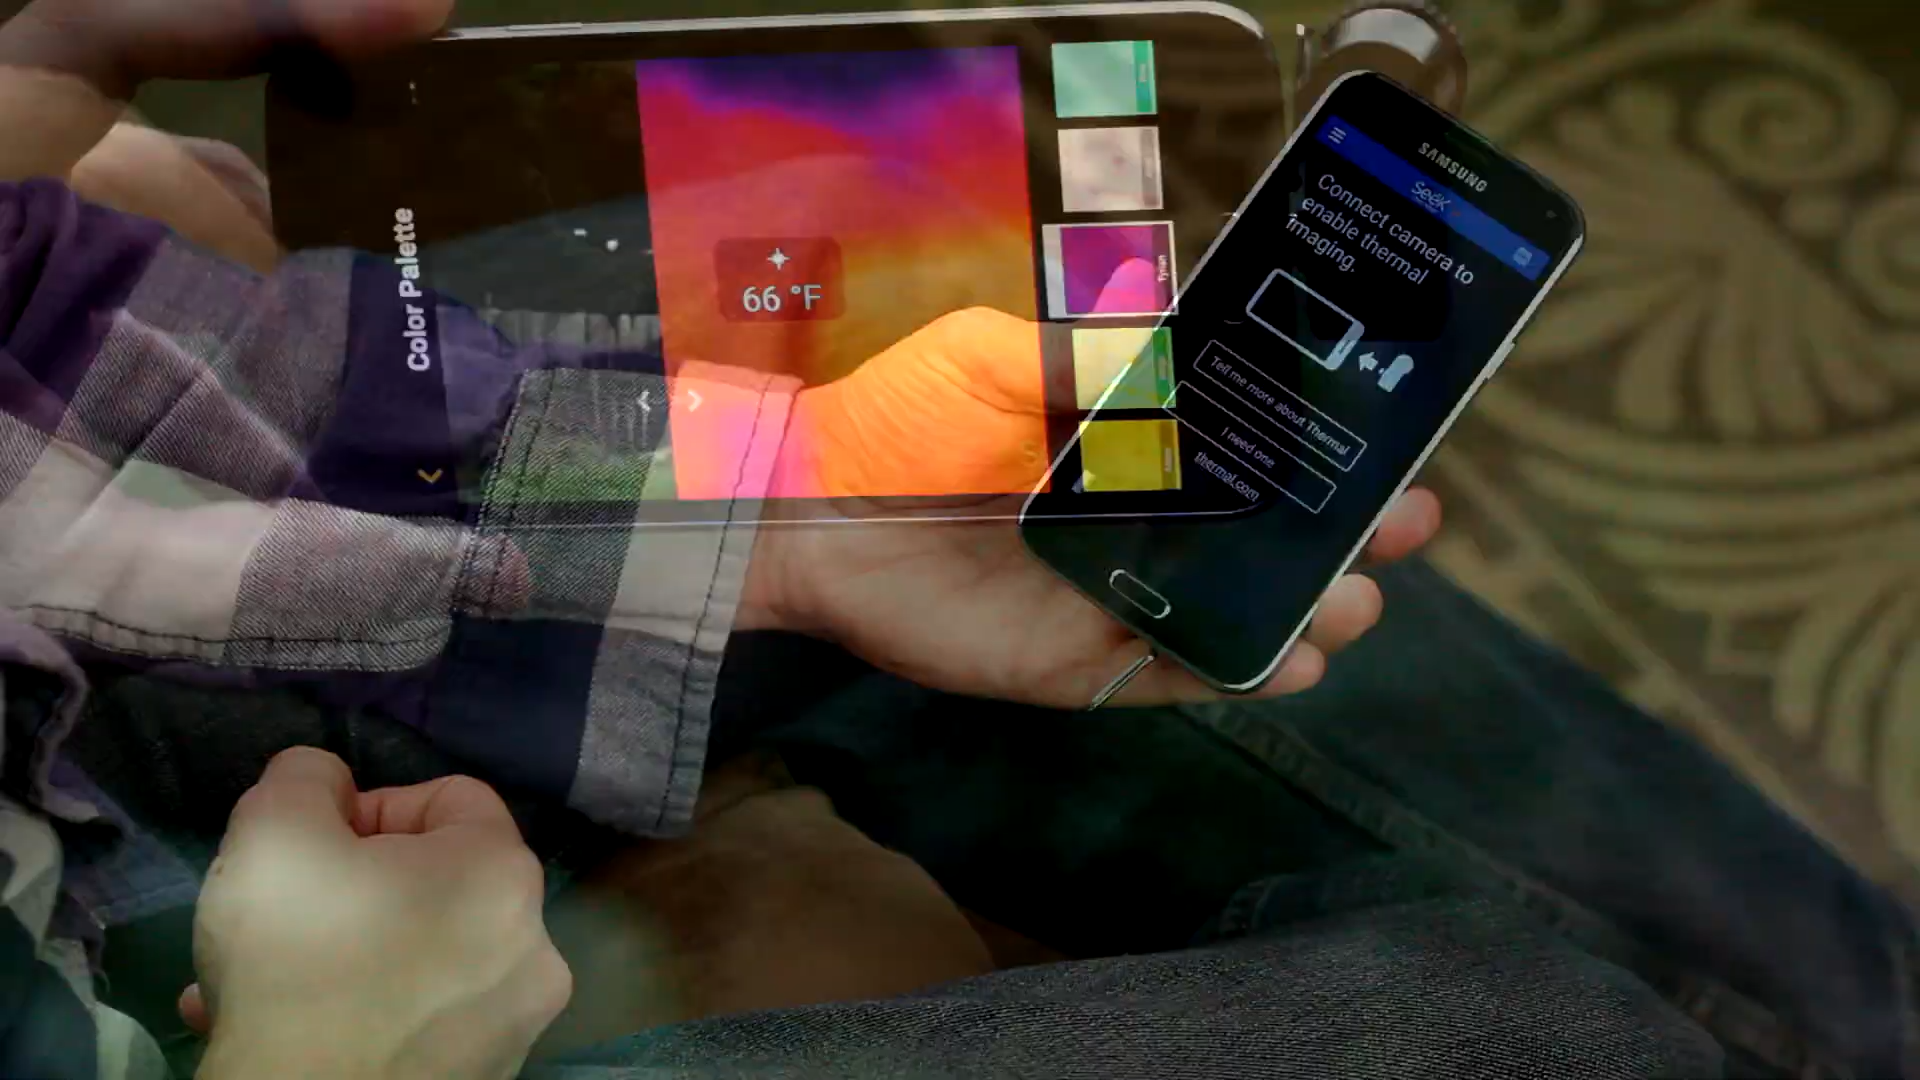 Color Palette
66 °F
Tyrian
SAMSUNG
Seek
Connect camera to
enable thermal
imaging.
Tell me more about Thermal
I need one
thermal.com